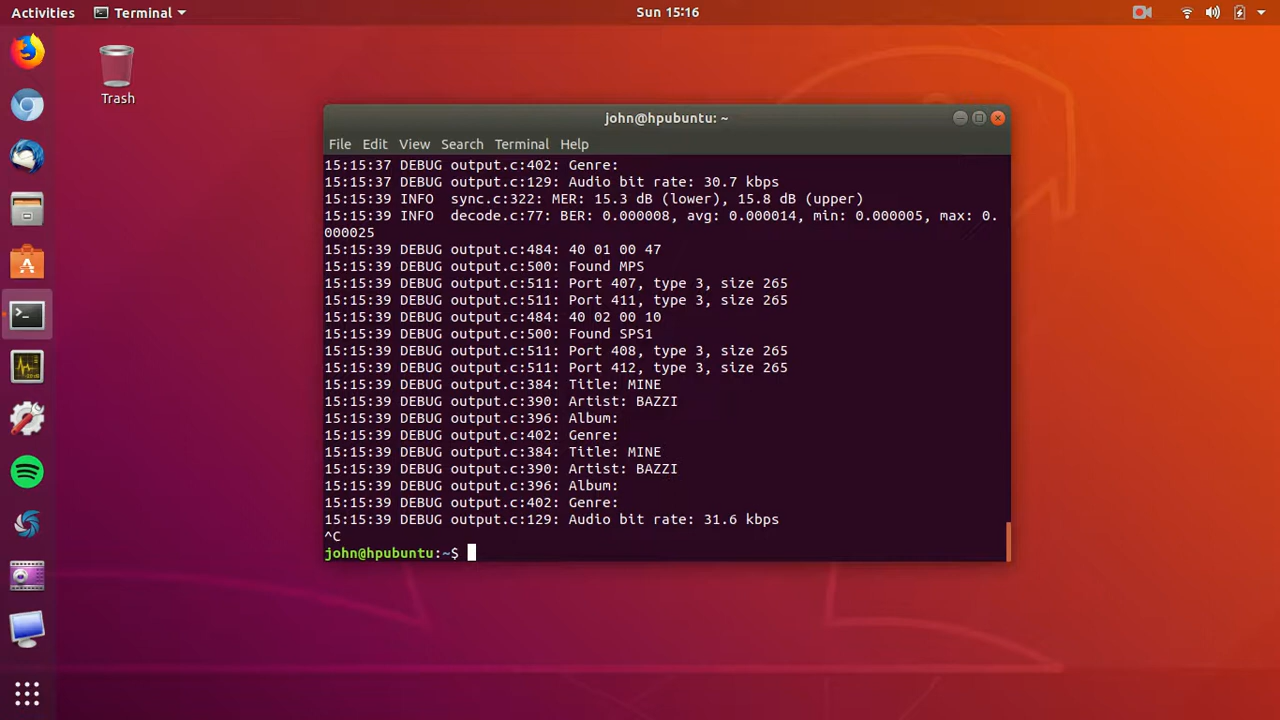 Activities Terminal Sun 15:16
Trash
john@hpubuntu: ~
File Edit View Search Terminal Help
15:15:37 DEBUG output.c:402: Genre:
15:15:37 DEBUG output.c:129: Audio bit rate: 30.7 kbps
15:15:39 INFO  sync.c:322: MER: 15.3 dB (lower), 15.8 dB (upper)
15:15:39 INFO  decode.c:77: BER: 0.000008, avg: 0.000014, min: 0.000005, max: 0.
000025
15:15:39 DEBUG output.c:484: 40 01 00 47
15:15:39 DEBUG output.c:500: Found MPS
15:15:39 DEBUG output.c:511: Port 407, type 3, size 265
15:15:39 DEBUG output.c:511: Port 411, type 3, size 265
15:15:39 DEBUG output.c:484: 40 02 00 10
15:15:39 DEBUG output.c:500: Found SPS1
15:15:39 DEBUG output.c:511: Port 408, type 3, size 265
15:15:39 DEBUG output.c:511: Port 412, type 3, size 265
15:15:39 DEBUG output.c:384: Title: MINE
15:15:39 DEBUG output.c:390: Artist: BAZZI
15:15:39 DEBUG output.c:396: Album:
15:15:39 DEBUG output.c:402: Genre:
15:15:39 DEBUG output.c:384: Title: MINE
15:15:39 DEBUG output.c:390: Artist: BAZZI
15:15:39 DEBUG output.c:396: Album:
15:15:39 DEBUG output.c:402: Genre:
15:15:39 DEBUG output.c:129: Audio bit rate: 31.6 kbps
^C
john@hpubuntu:~$